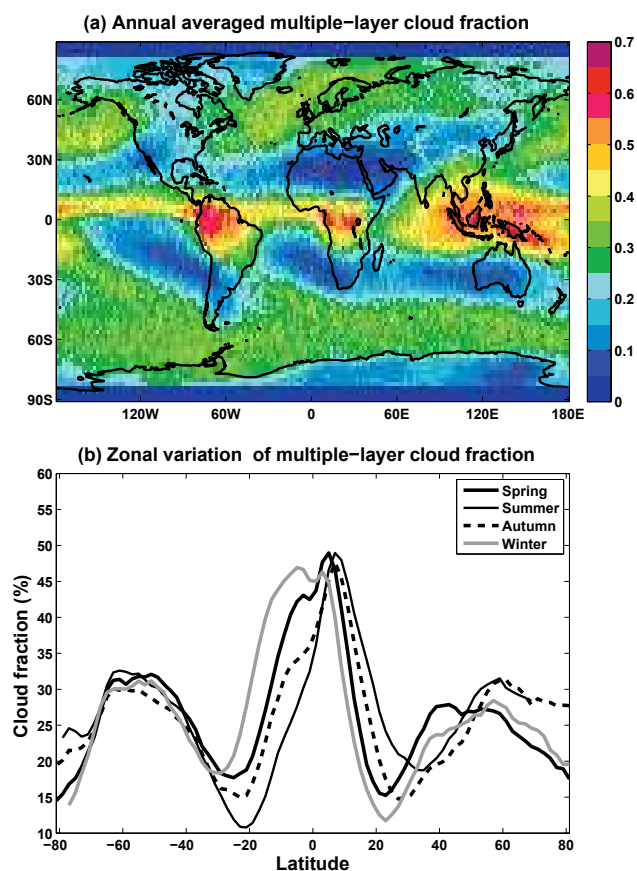 (a) Annual averaged multiple−layer cloud fraction
60N
30N
0
30S
60S
90S
120W 60W 0 60E 120E 180E
0.7
0.6
0.5
0.4
0.3
0.2
0.1
0
(b) Zonal variation of multiple−layer cloud fraction
Cloud fraction (%)
60
55
50
45
40
35
30
25
20
15
10
Spring
Summer
Autumn
Winter
−80 −60 −40 −20 0 20 40 60 80
Latitude